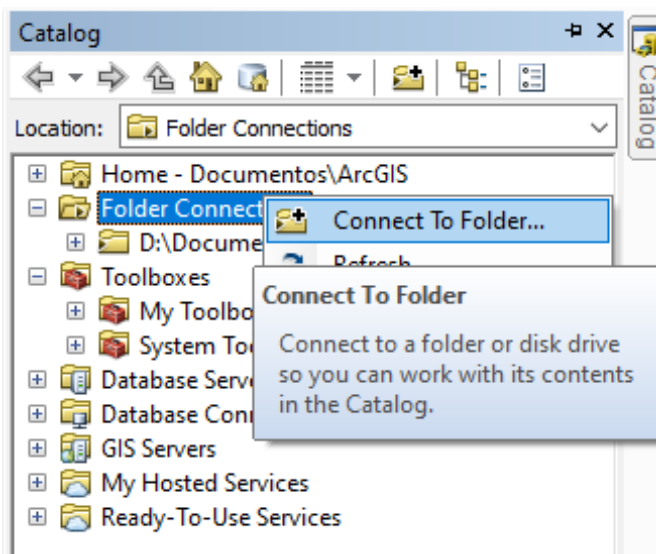 Catalog
Location: Folder Connections
Catalog
Home - Documentos\ArcGIS
Folder Connect
Connect To Folder...
D:\Docume
Refresh
Toolboxes
Connect To Folder
My Toolbo
Connect to a folder or disk drive
so you can work with its contents
in the Catalog.
System To
Database Serve
Database Con
GIS Servers
My Hosted Services
Ready-To-Use Services